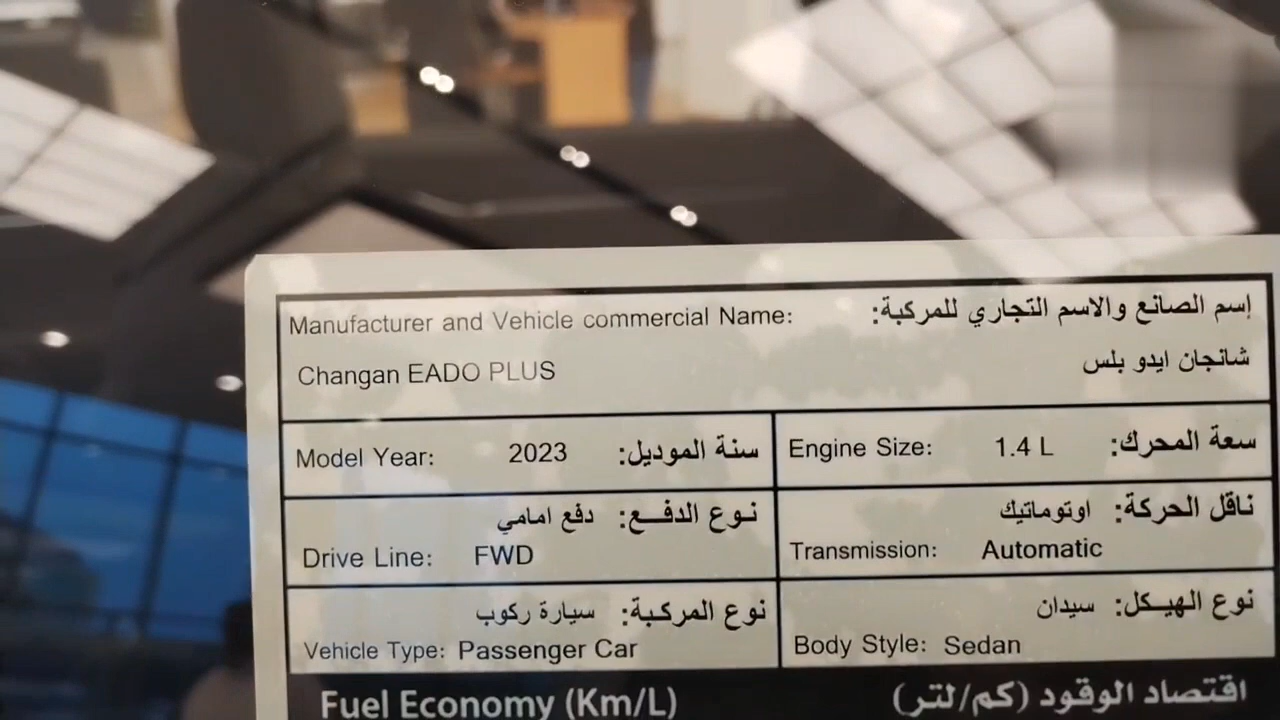 Manufacturer and Vehicle commercial Name: إسم الصانع والاسم التجاري للمركبة:
Changan EADO PLUS شانجان ايدو بلس
Model Year: 2023 سنة الموديل:
Engine Size: 1.4 L سعة المحرك:
نوع الدفع: دفع امامي
Drive Line: FWD
ناقل الحركة: اوتوماتيك
Transmission: Automatic
نوع المركبة: سيارة ركوب
Vehicle Type: Passenger Car
نوع الهيكل: سيدان
Body Style: Sedan
Fuel Economy (Km/L) اقتصاد الوقود (كم/لتر)